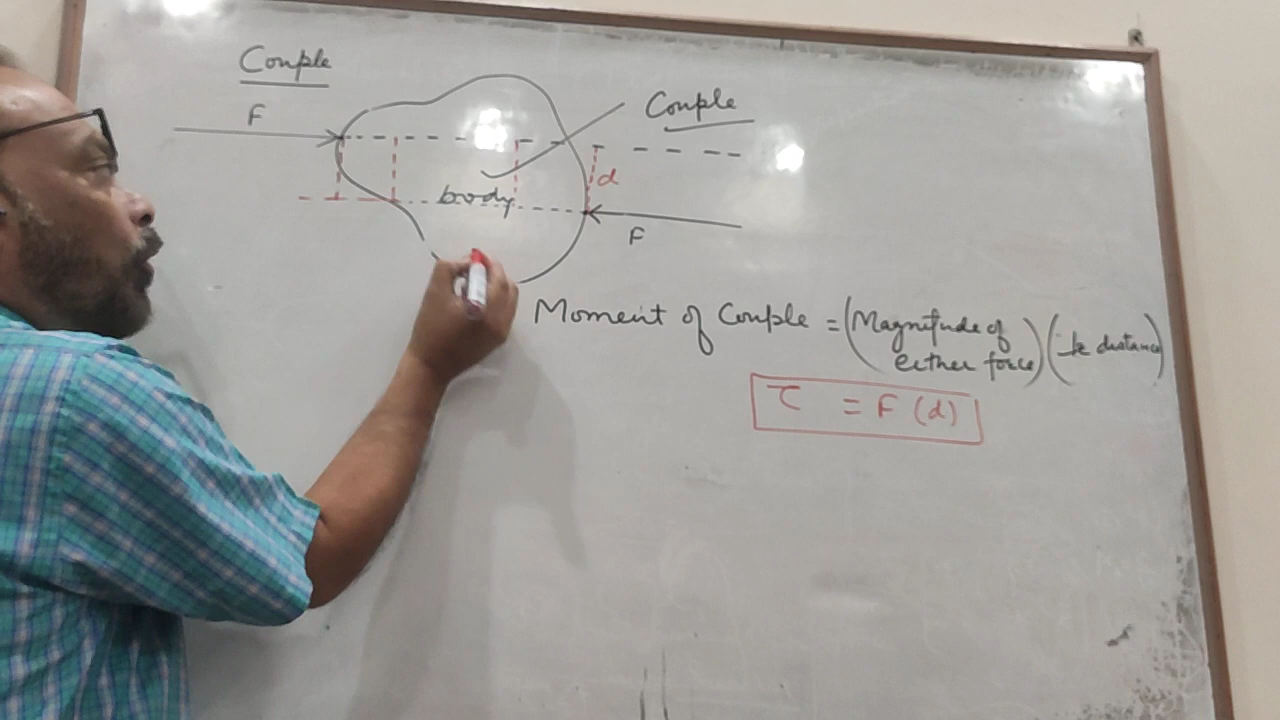 Couple
F
Couple
d
body
F
Moment of Couple = (Magnitude of either force) (⊥r distance)
τ = F (d)